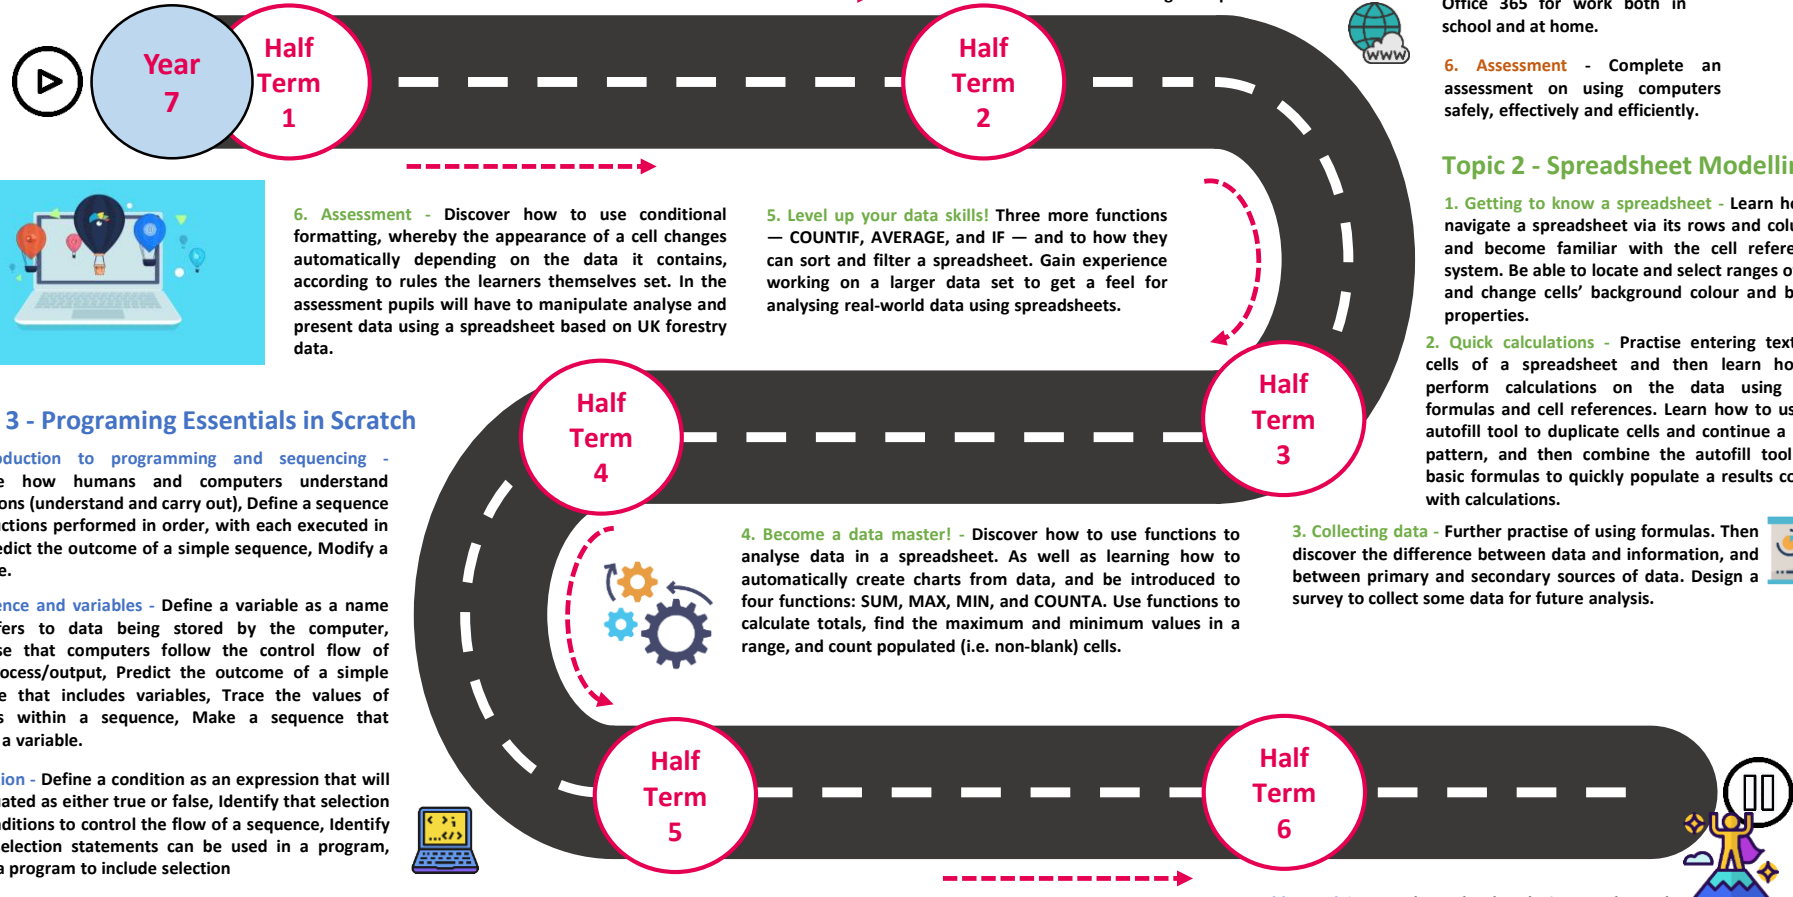 Office 365 for work both in
school and at home.
6. Assessment - Complete an
assessment on using computers
safely, effectively and efficiently.
Year
7
Half
Term
1
Half
Term
2
www
Topic 2 - Spreadsheet Modelli
1. Getting to know a spreadsheet - Learn
navigate a spreadsheet via its rows and
and become familiar with the cell
system. Be able to locate and select ranges
and change cells' background colour and
properties.
2. Quick calculations - Practise entering text
cells of a spreadsheet and then learn
perform calculations on the data using
formulas and cell references. Learn how to
autofill tool to duplicate cells and continue a
pattern, and then combine the autofill tool
basic formulas to quickly populate a results
with calculations.
3. Collecting data - Further practise of using formulas. Then
discover the difference between data and information, and
between primary and secondary sources of data. Design a
survey to collect some data for future analysis.
Half
Term
3
4. Become a data master! - Discover how to use functions to
analyse data in a spreadsheet. As well as learning how to
automatically create charts from data, and be introduced to
four functions: SUM, MAX, MIN, and COUNTA. Use functions to
calculate totals, find the maximum and minimum values in a
range, and count populated (i.e. non-blank) cells.
5. Level up your data skills! Three more functions
— COUNTIF, AVERAGE, and IF — and to how they
can sort and filter a spreadsheet. Gain experience
working on a larger data set to get a feel for
analysing real-world data using spreadsheets.
6. Assessment - Discover how to use conditional
formatting, whereby the appearance of a cell changes
automatically depending on the data it contains,
according to rules the learners themselves set. In the
assessment pupils will have to manipulate analyse and
present data using a spreadsheet based on UK forestry
data.
Half
Term
4
3 - Programing Essentials in Scratch
oduction to programming and sequencing -
how humans and computers understand
ons (understand and carry out), Define a sequence
uctions performed in order, with each executed in
edict the outcome of a simple sequence, Modify a
e.
ence and variables - Define a variable as a name
fers to data being stored by the computer,
se that computers follow the control flow of
ocess/output, Predict the outcome of a simple
e that includes variables, Trace the values of
s within a sequence, Make a sequence that
a variable.
tion - Define a condition as an expression that will
uated as either true or false, Identify that selection
nditions to control the flow of a sequence, Identify
election statements can be used in a program,
a program to include selection
Half
Term
5
Half
Term
6